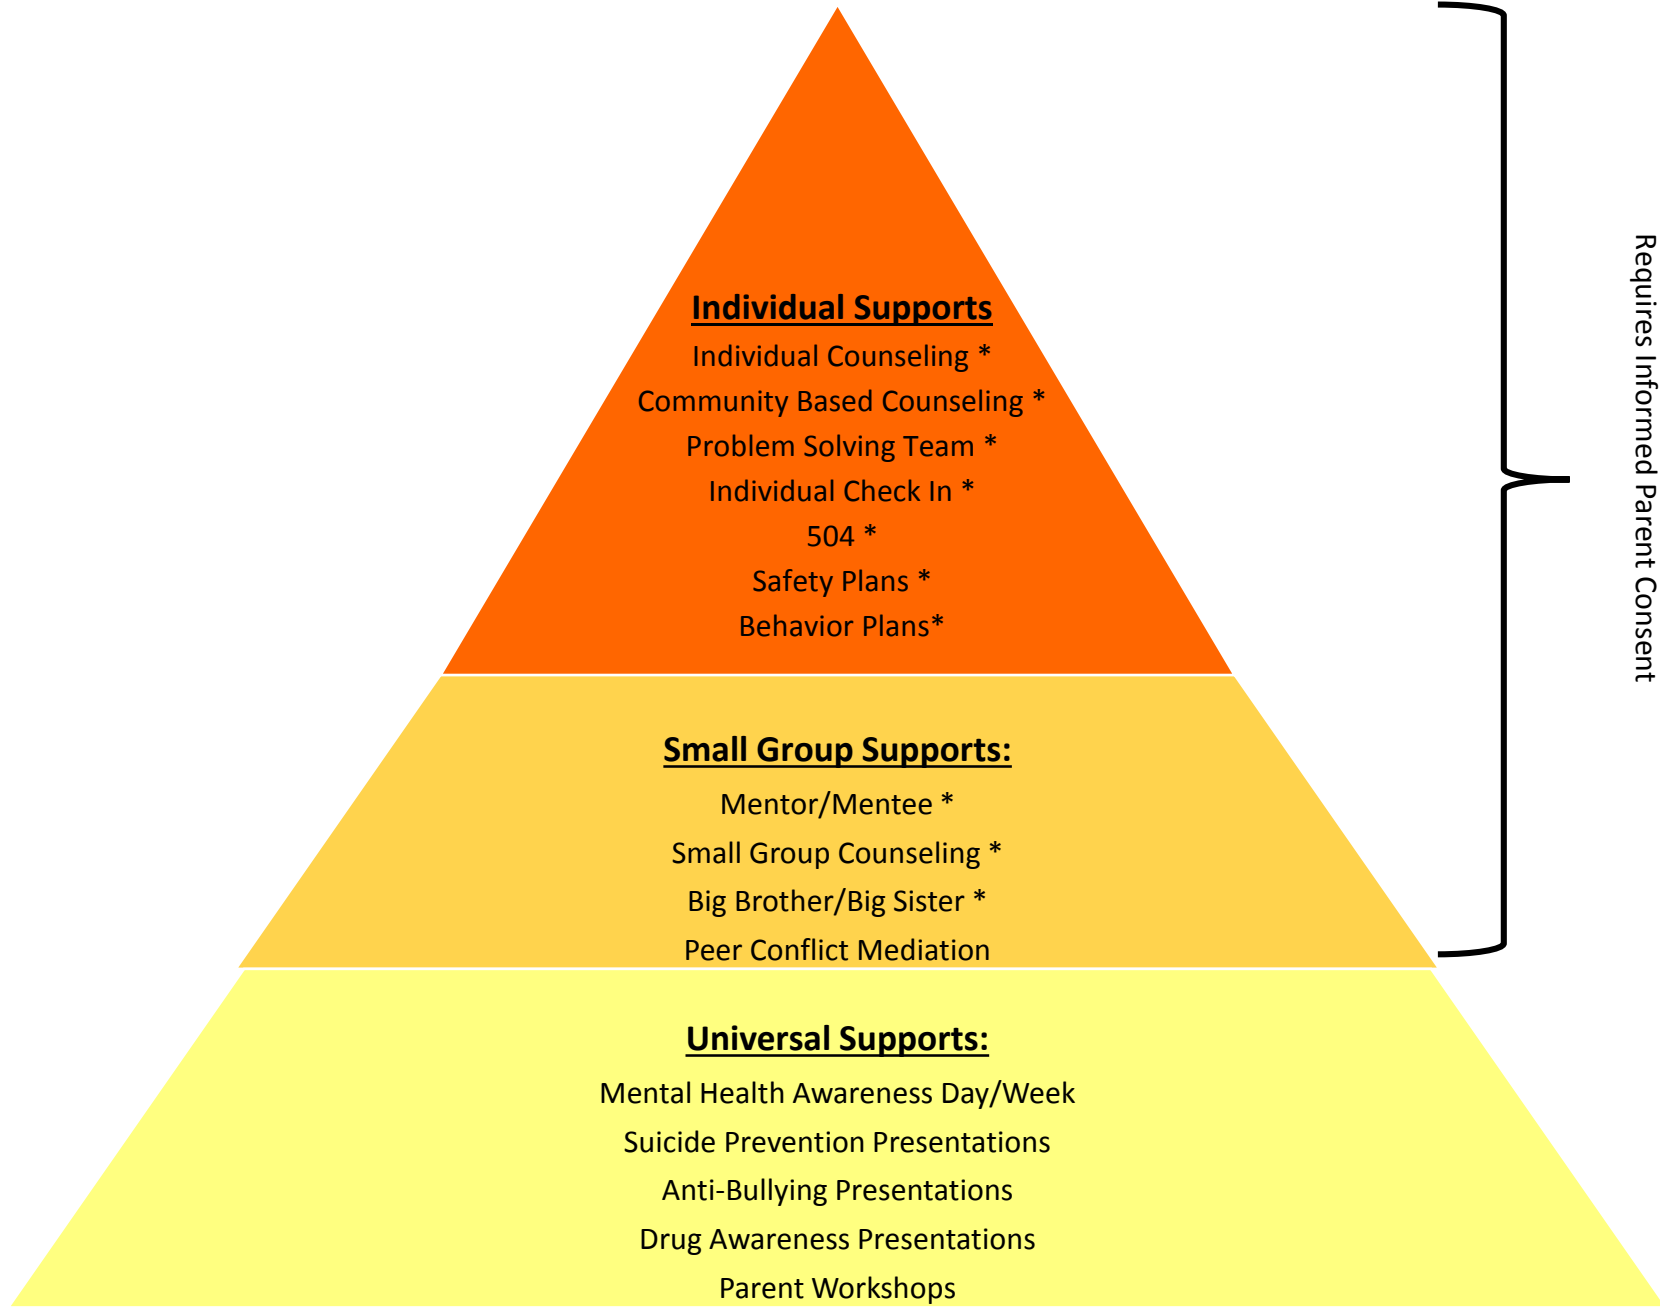 Individual Supports
Individual Counseling *
Community Based Counseling *
Problem Solving Team *
Individual Check In *
504 *
Safety Plans *
Behavior Plans*
Small Group Supports:
Mentor/Mentee *
Small Group Counseling *
Big Brother/Big Sister *
Peer Conflict Mediation
Universal Supports:
Mental Health Awareness Day/Week
Suicide Prevention Presentations
Anti-Bullying Presentations
Drug Awareness Presentations
Parent Workshops
Requires Informed Parent Consent